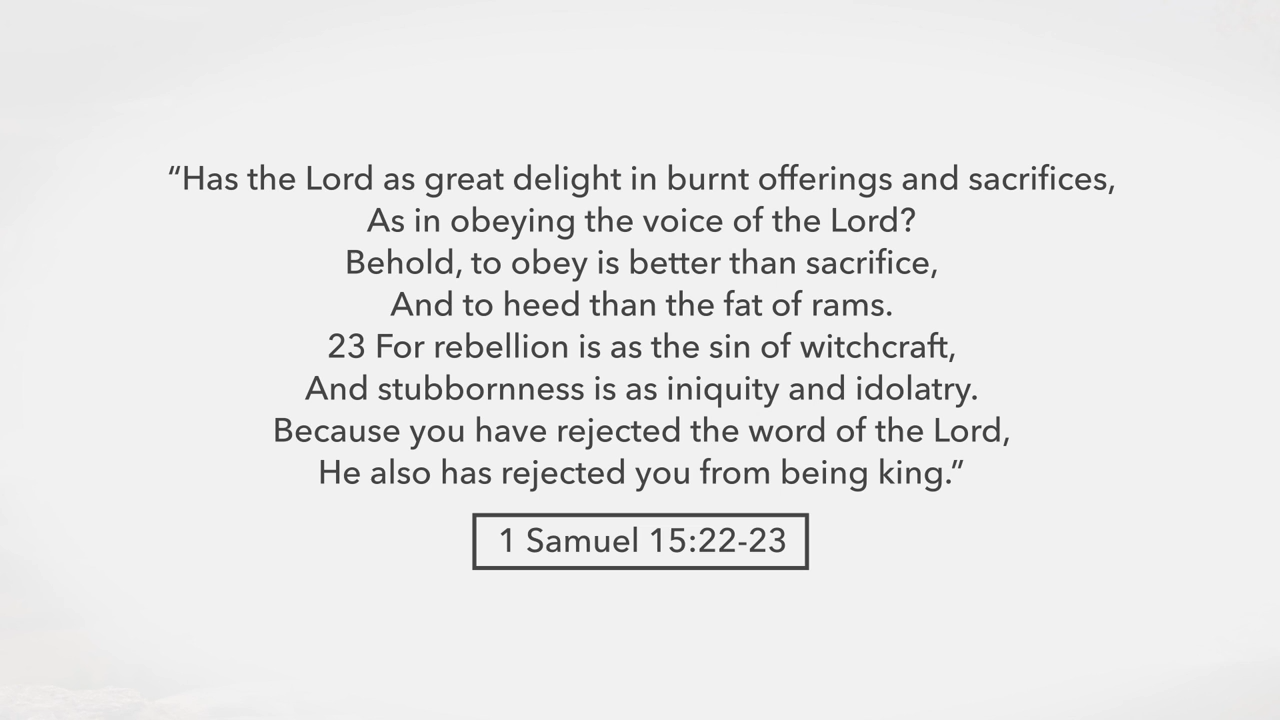 “Has the Lord as great delight in burnt offerings and sacrifices,
As in obeying the voice of the Lord?
Behold, to obey is better than sacrifice,
And to heed than the fat of rams.
23 For rebellion is as the sin of witchcraft,
And stubbornness is as iniquity and idolatry.
Because you have rejected the word of the Lord,
He also has rejected you from being king.”
1 Samuel 15:22-23